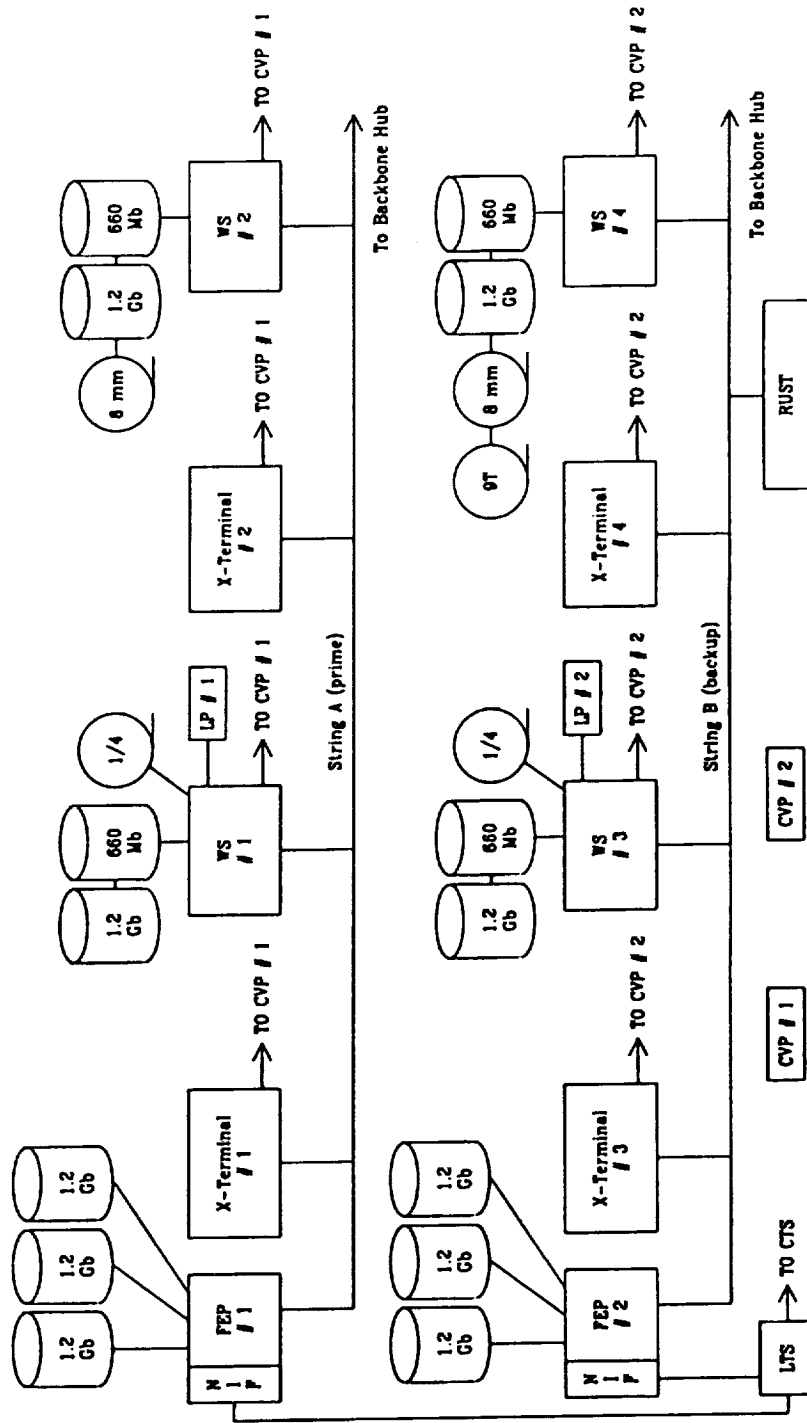 1.2
Gb
1.2
Gb
1.2
Gb
N
I
F
FEP
# 1
X-Terminal
# 1
TO CVP # 1
1.2
Gb
660
Mb
1/4
WS
# 1
LP # 1
TO CVP # 1
X-Terminal
# 2
TO CVP # 1
8 mm
1.2
Gb
660
Mb
WS
# 2
TO CVP # 1
String A (prime)
To Backbone Hub
1.2
Gb
1.2
Gb
1.2
Gb
N
I
F
FEP
# 2
X-Terminal
# 3
TO CVP # 2
1.2
Gb
660
Mb
1/4
WS
# 3
LP # 2
TO CVP # 2
X-Terminal
# 4
TO CVP # 2
9T
8 mm
1.2
Gb
660
Mb
WS
# 4
TO CVP # 2
String B (backup)
To Backbone Hub
LTS
TO CTS
CVP # 1
CVP # 2
RUST